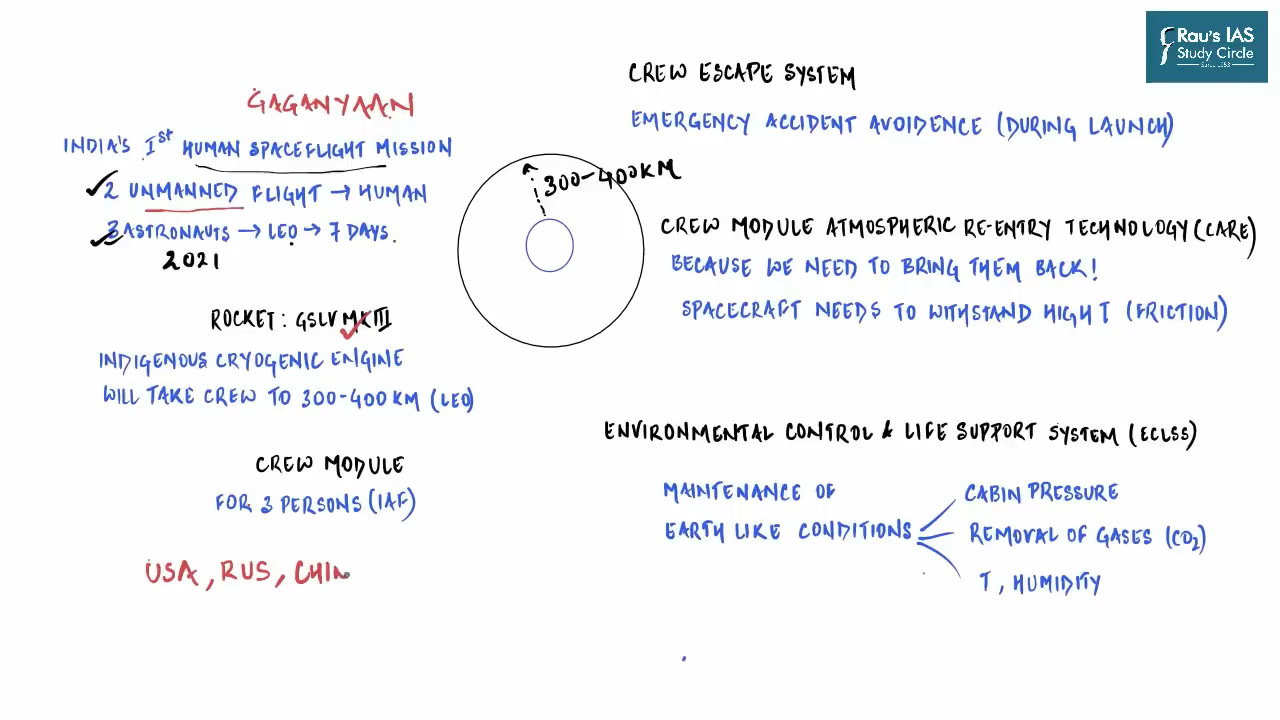 Rau's IAS
Study Circle
GAGANYAAN
INDIA'S Ist HUMAN SPACEFLIGHT MISSION
2 UNMANNED FLIGHT → HUMAN
3 ASTRONAUTS → LEO → 7 DAYS.
2021
ROCKET: GSLV MKIII
INDIGENOUS CRYOGENIC ENGINE
WILL TAKE CREW TO 300-400 KM (LEO)
CREW MODULE
FOR 3 PERSONS (IAF)
USA, RUS, CHIN
300-400KM
CREW ESCAPE SYSTEM
EMERGENCY ACCIDENT AVOIDENCE (DURING LAUNCH)
CREW MODULE ATMOSPHERIC RE-ENTRY TECHNOLOGY (CARE)
BECAUSE WE NEED TO BRING THEM BACK!
SPACECRAFT NEEDS TO WITHSTAND HIGH T (FRICTION)
ENVIRONMENTAL CONTROL & LIFE SUPPORT SYSTEM (ECLSS)
MAINTENANCE OF
EARTH LIKE CONDITIONS
CABIN PRESSURE
REMOVAL OF GASES (CO2)
T, HUMIDITY